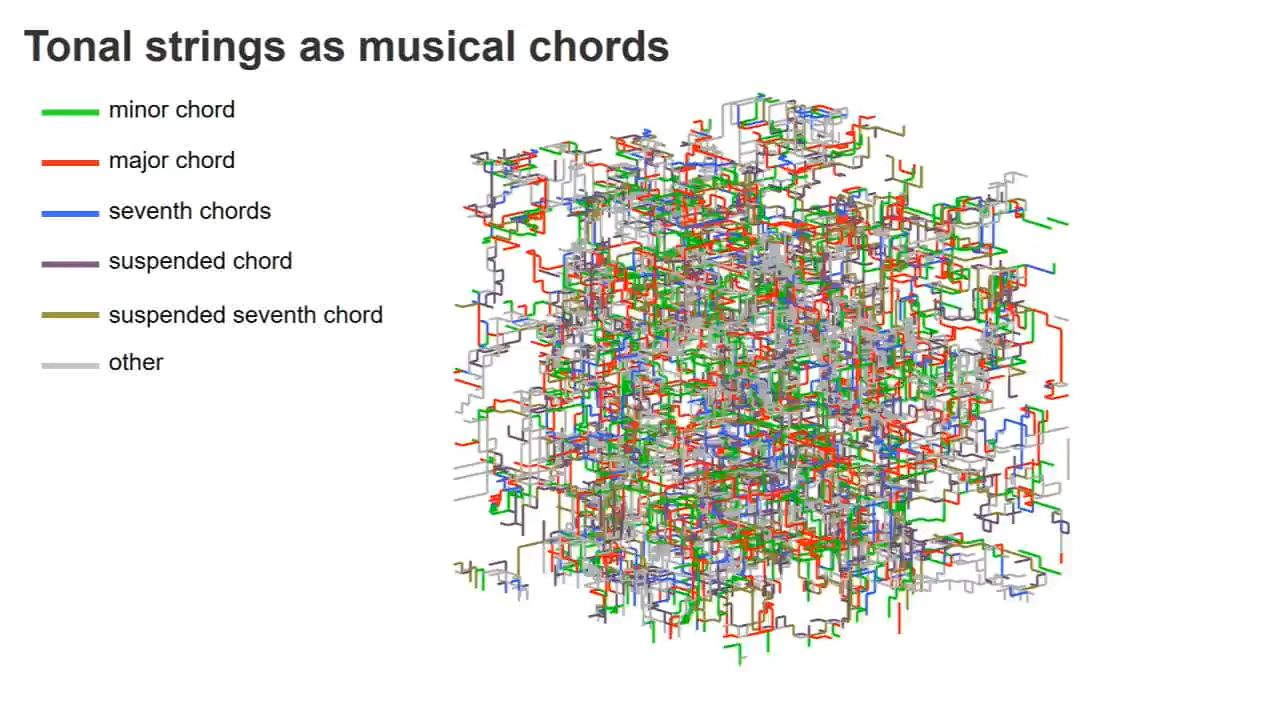 Tonal strings as musical chords
minor chord
major chord
seventh chords
suspended chord
suspended seventh chord
other